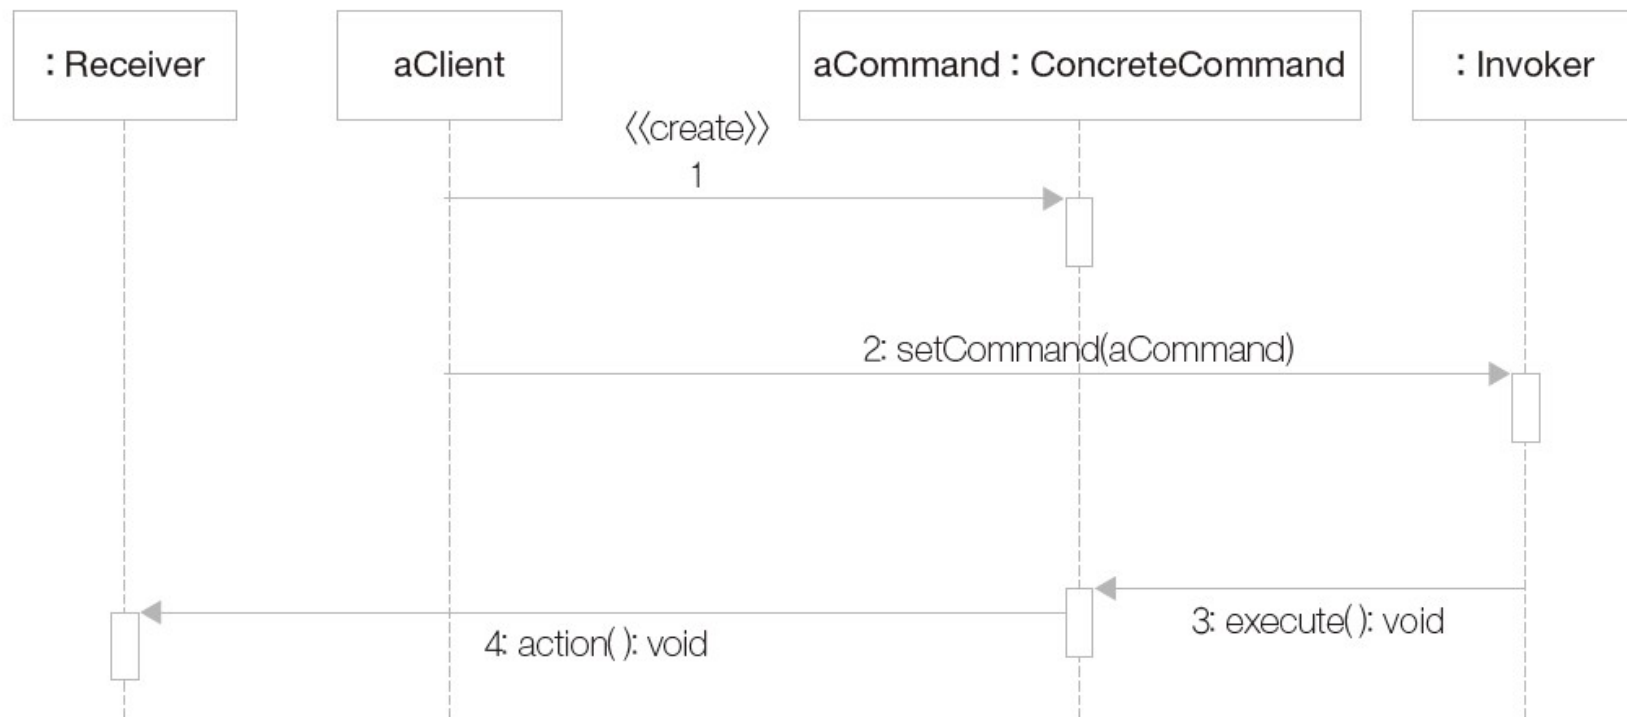 : Receiver
aClient
aCommand : ConcreteCommand
: Invoker
《create》
1
2: setCommand(aCommand)
3: execute( ): void
4: action( ): void